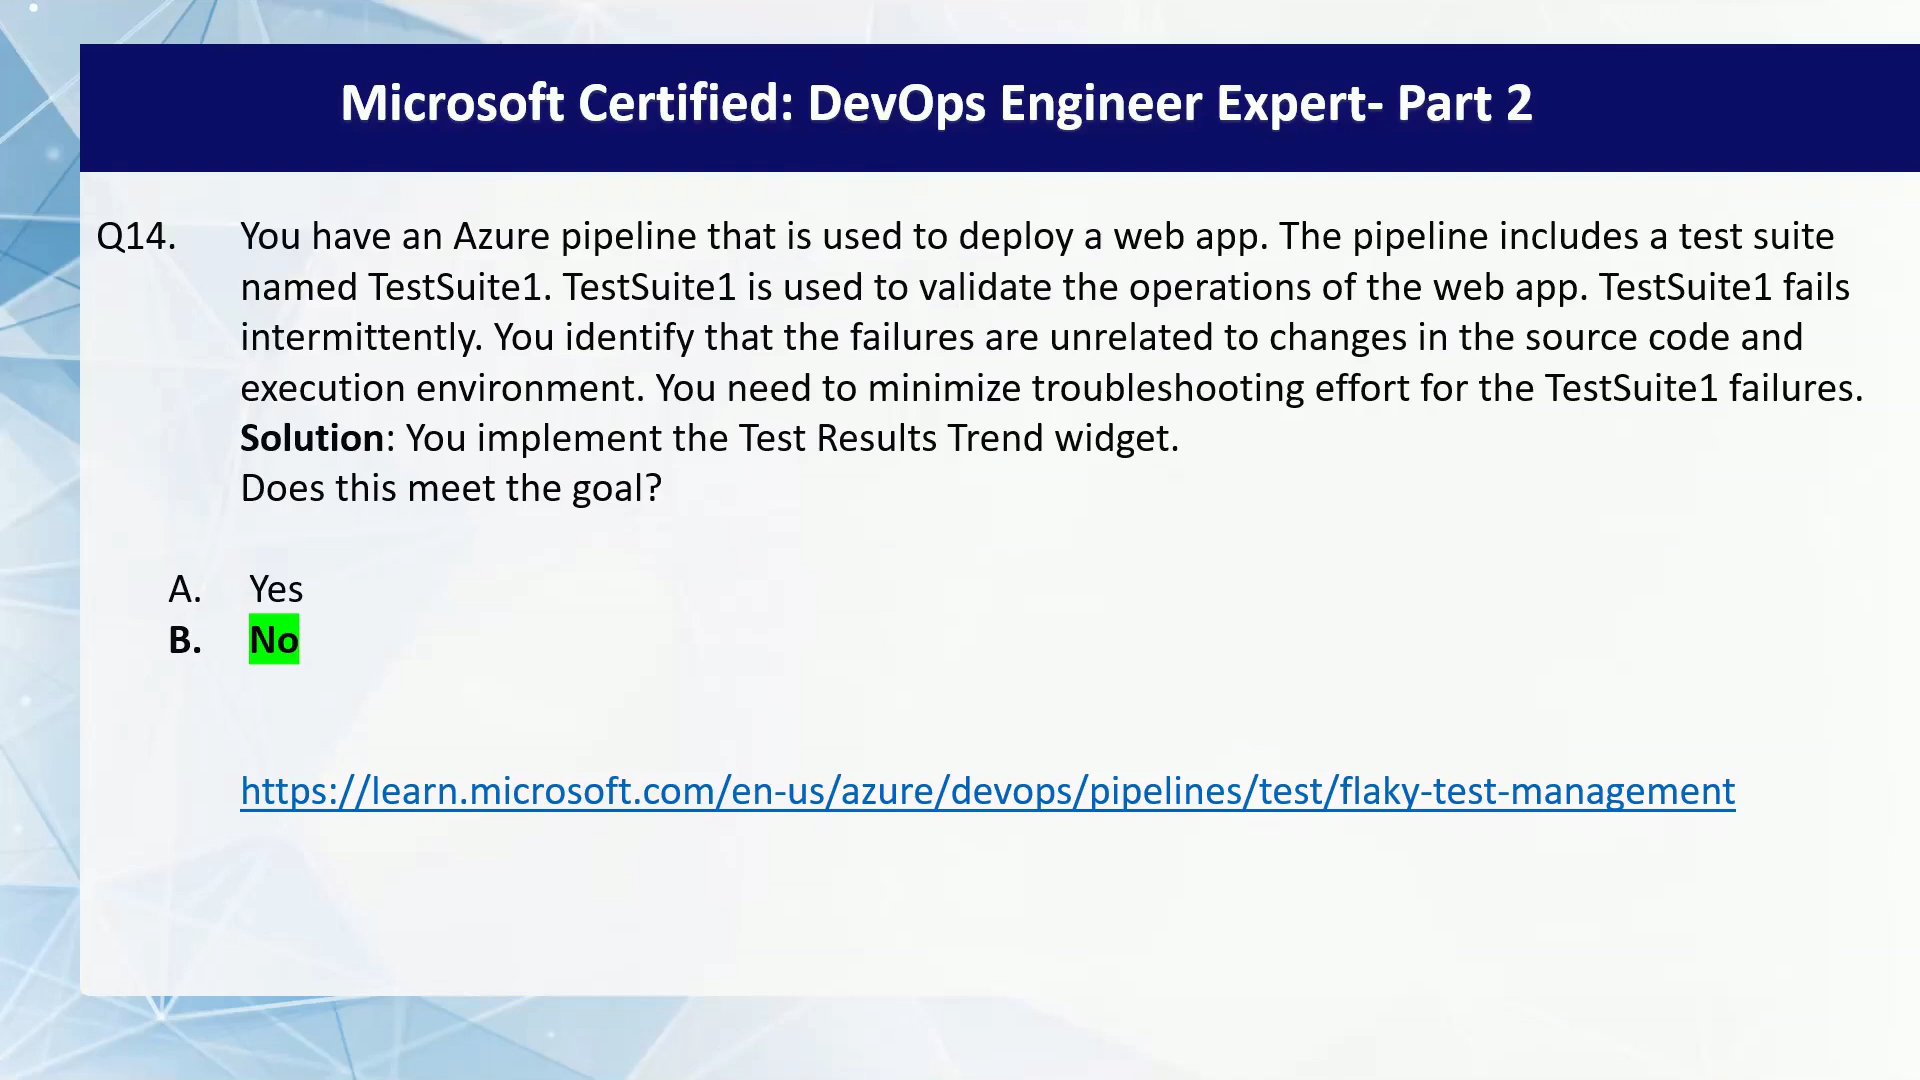 Microsoft Certified: DevOps Engineer Expert- Part 2
Q14. You have an Azure pipeline that is used to deploy a web app. The pipeline includes a test suite
named TestSuite1. TestSuite1 is used to validate the operations of the web app. TestSuite1 fails
intermittently. You identify that the failures are unrelated to changes in the source code and
execution environment. You need to minimize troubleshooting effort for the TestSuite1 failures.
Solution: You implement the Test Results Trend widget.
Does this meet the goal?
A. Yes
B. No
https://learn.microsoft.com/en-us/azure/devops/pipelines/test/flaky-test-management